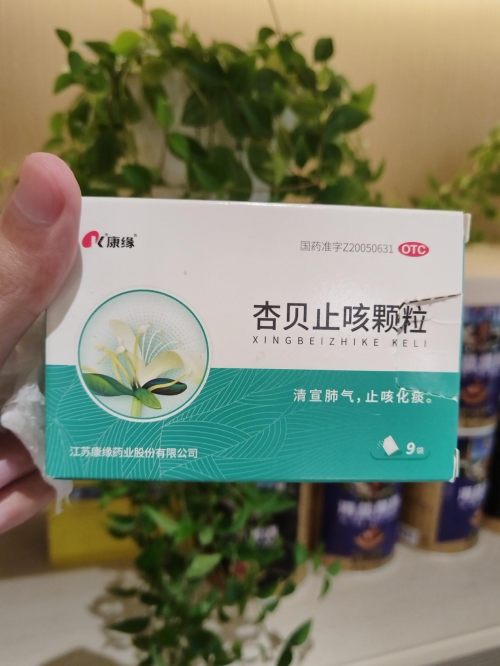 康缘
国药准字Z20050631 OTC
杏贝止咳颗粒
XINGBEIZHIKE KELI
清宣肺气，止咳化痰。
江苏康缘药业股份有限公司
9袋